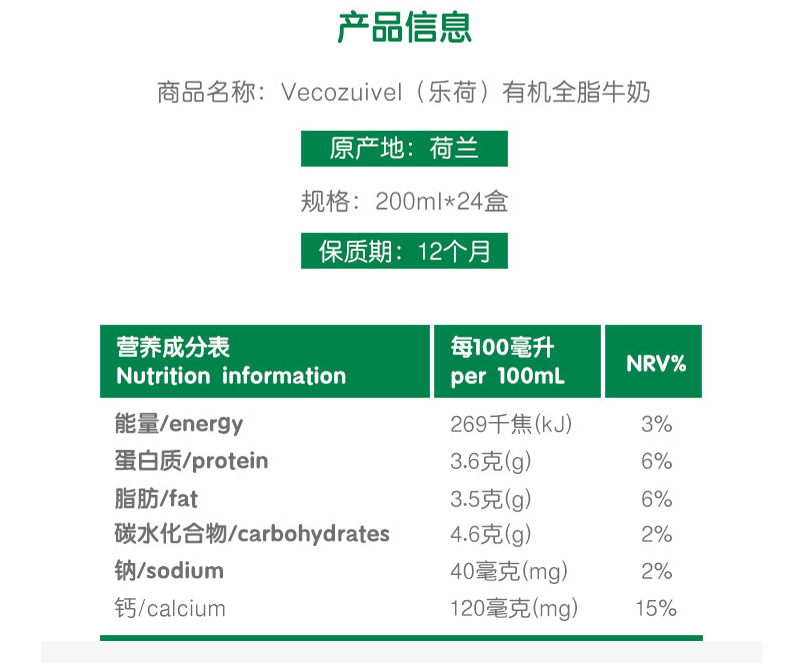 产品信息
商品名称：Vecozuivel（乐荷）有机全脂牛奶
原产地：荷兰
规格：200ml*24盒
保质期：12个月
营养成分表 每100毫升 NRV%
Nutrition information per 100mL
能量/energy 269千焦(kJ) 3%
蛋白质/protein 3.6克(g) 6%
脂肪/fat 3.5克(g) 6%
碳水化合物/carbohydrates 4.6克(g) 2%
钠/sodium 40毫克(mg) 2%
钙/calcium 120毫克(mg) 15%